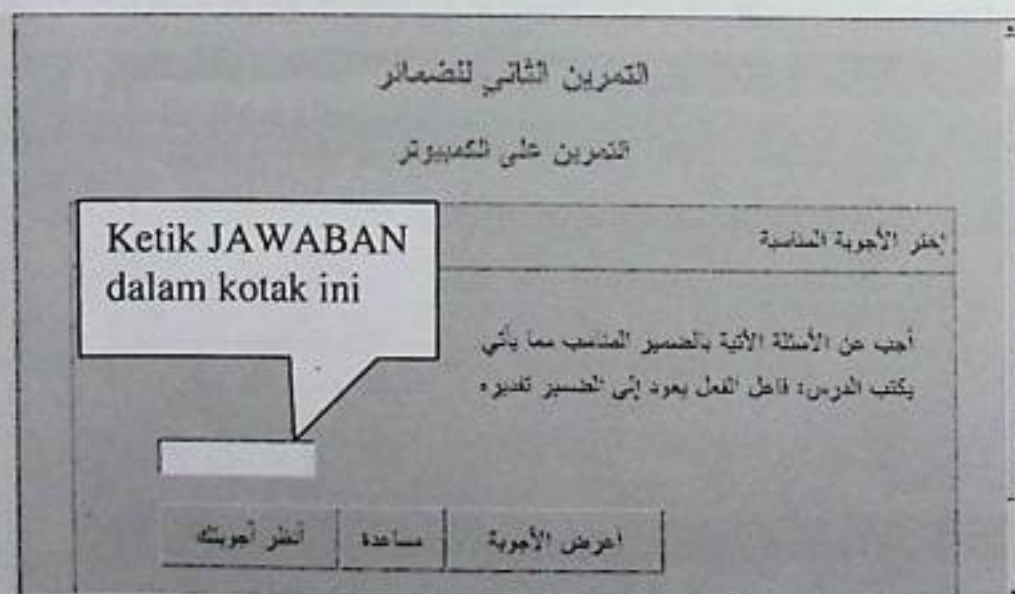 التمرين الثاني للضمائر
التمرين على الكمبيوتر
Ketik JAWABAN
dalam kotak ini
إختر الأجوبة المناسبة
أجب عن الأسئلة الآتية بالضمير المناسب مما يأتي
يكتب الدرس: فاعل الفعل يعود إلى الضمير تقديره
أعرض الأجوبة
مساعدة
أنظر أجوبتك